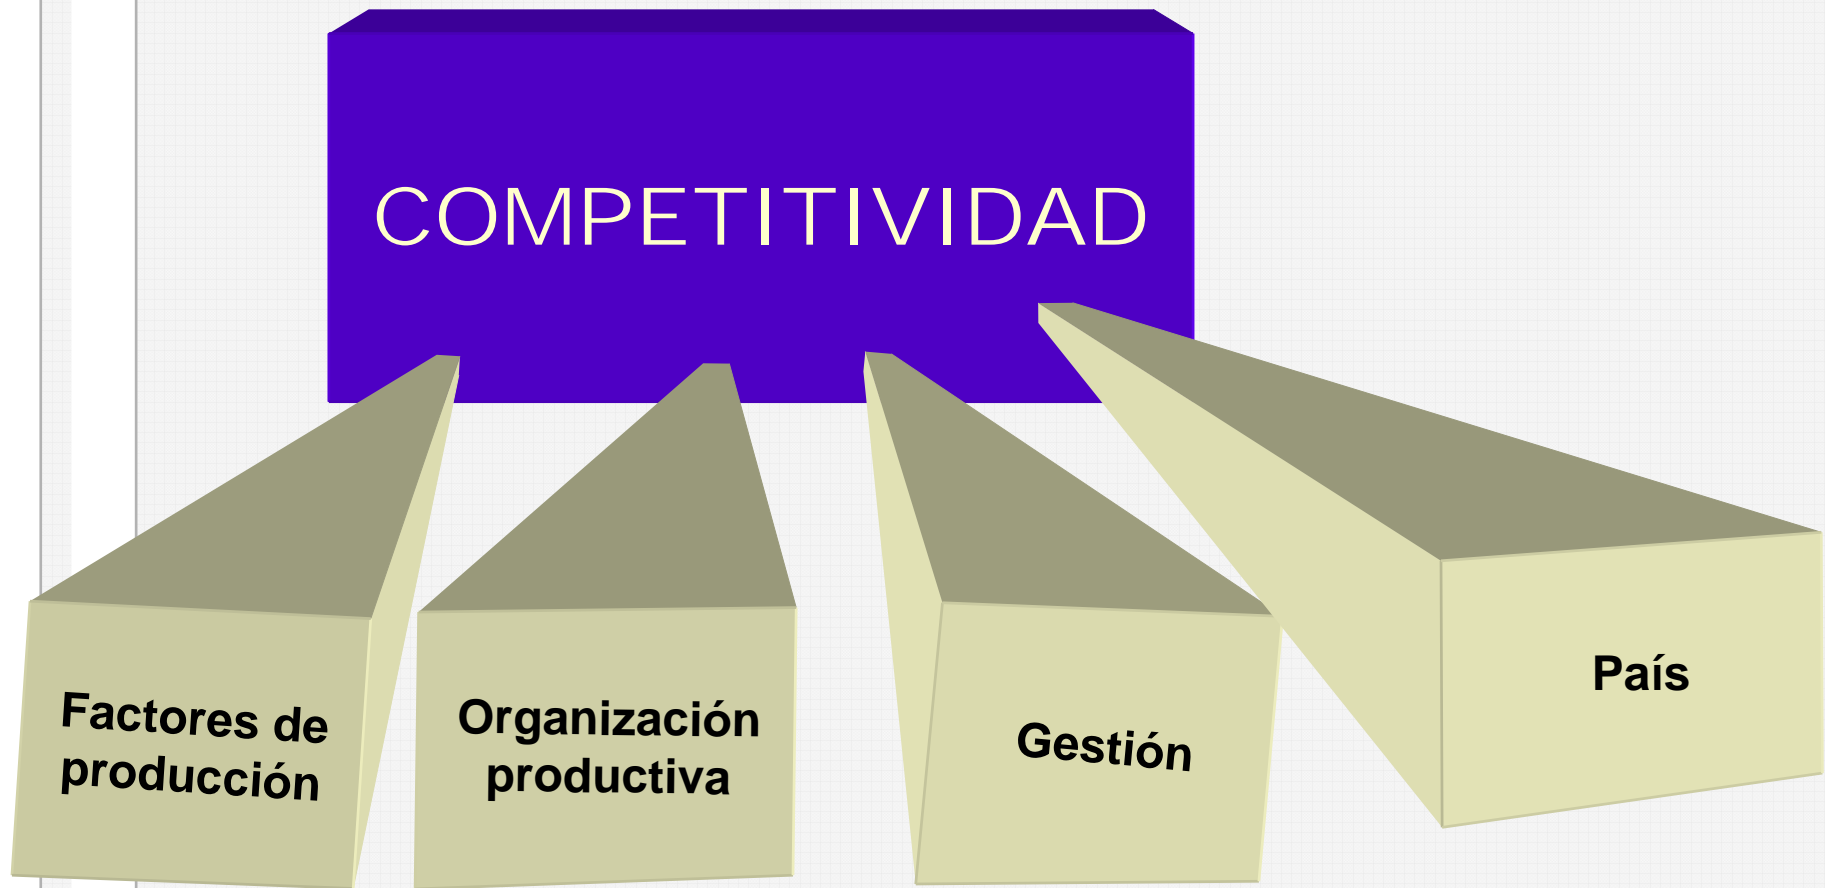 COMPETITIVIDAD
Factores de
producción
Organización
productiva
Gestión
País